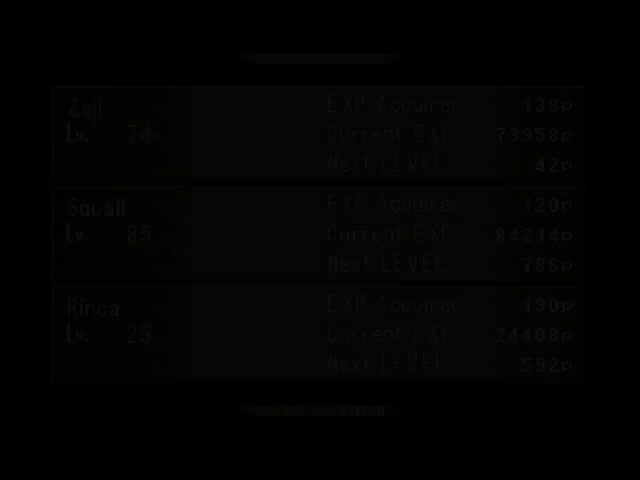 Zell
Lv. 74
EXP Acquired 128p
Current EXP 73958p
Next LEVEL 42p
Squall
Lv. 85
EXP Acquired 120p
Current EXP 84214p
Next LEVEL 786p
Rinoa
Lv. 25
EXP Acquired 190p
Current EXP 24408p
Next LEVEL 592p